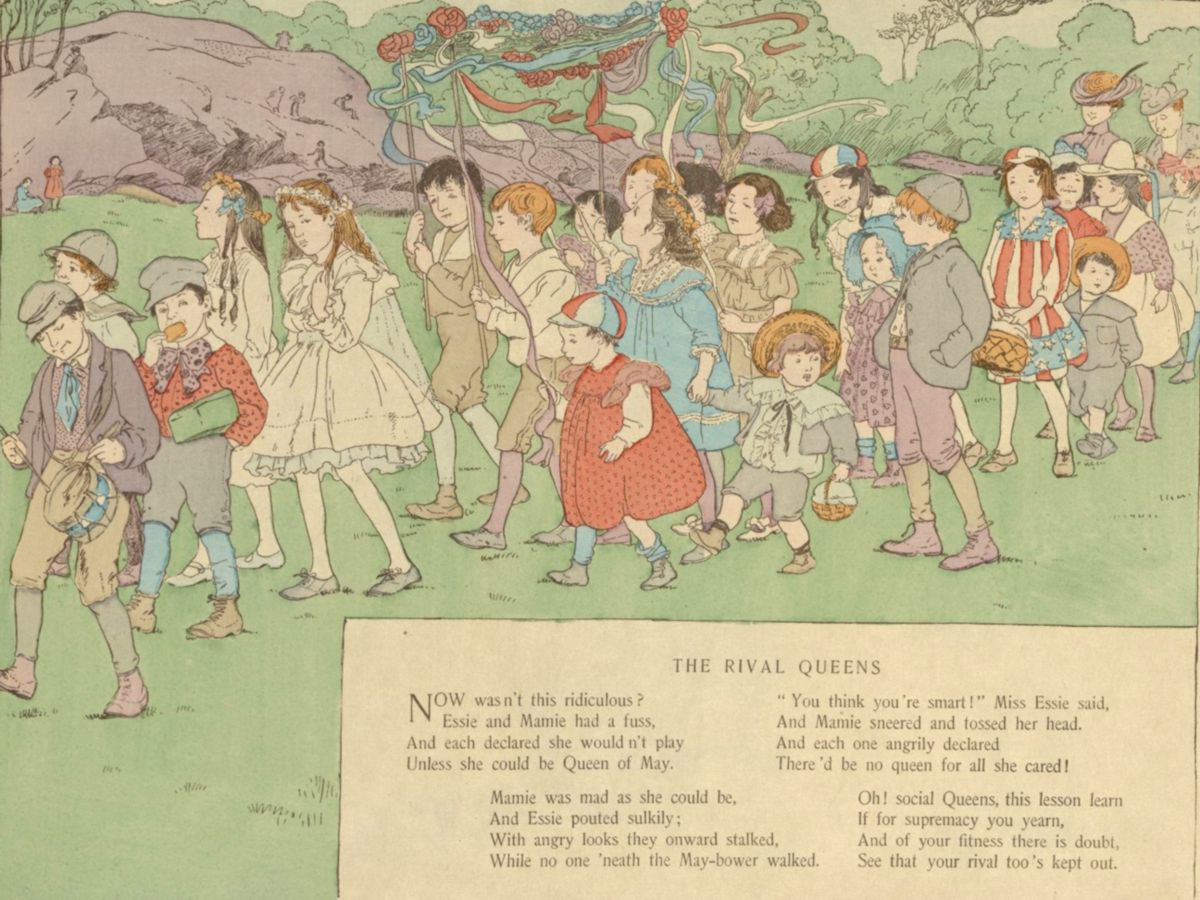 THE RIVAL QUEENS
NOW wasn't this ridiculous?
Essie and Mamie had a fuss,
And each declared she wouldn't play
Unless she could be Queen of May.
Mamie was mad as she could be,
And Essie pouted sulkily;
With angry looks they onward stalked,
While no one 'neath the May-bower walked.
"You think you're smart!" Miss Essie said,
And Mamie sneered and tossed her head.
And each one angrily declared
There'd be no queen for all she cared!
Oh! social Queens, this lesson learn
If for supremacy you yearn,
And of your fitness there is doubt,
See that your rival too's kept out.